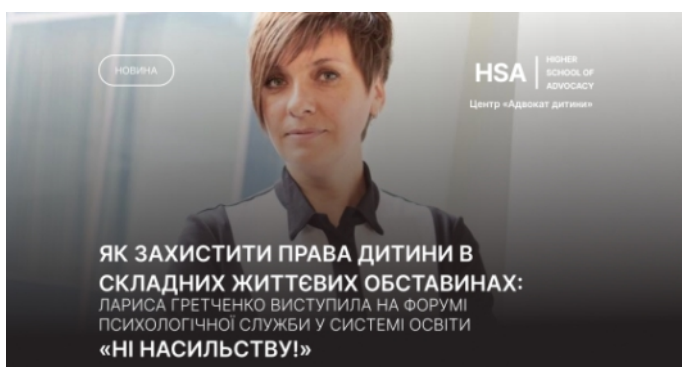 НОВИНА
HSA
HIGHER
SCHOOL OF
ADVOCACY
Центр «Адвокат дитини»
ЯК ЗАХИСТИТИ ПРАВА ДИТИНИ В
СКЛАДНИХ ЖИТТЄВИХ ОБСТАВИНАХ:
ЛАРИСА ГРЕТЧЕНКО ВИСТУПИЛА НА ФОРУМІ
ПСИХОЛОГІЧНОЇ СЛУЖБИ У СИСТЕМІ ОСВІТИ
«НІ НАСИЛЬСТВУ!»